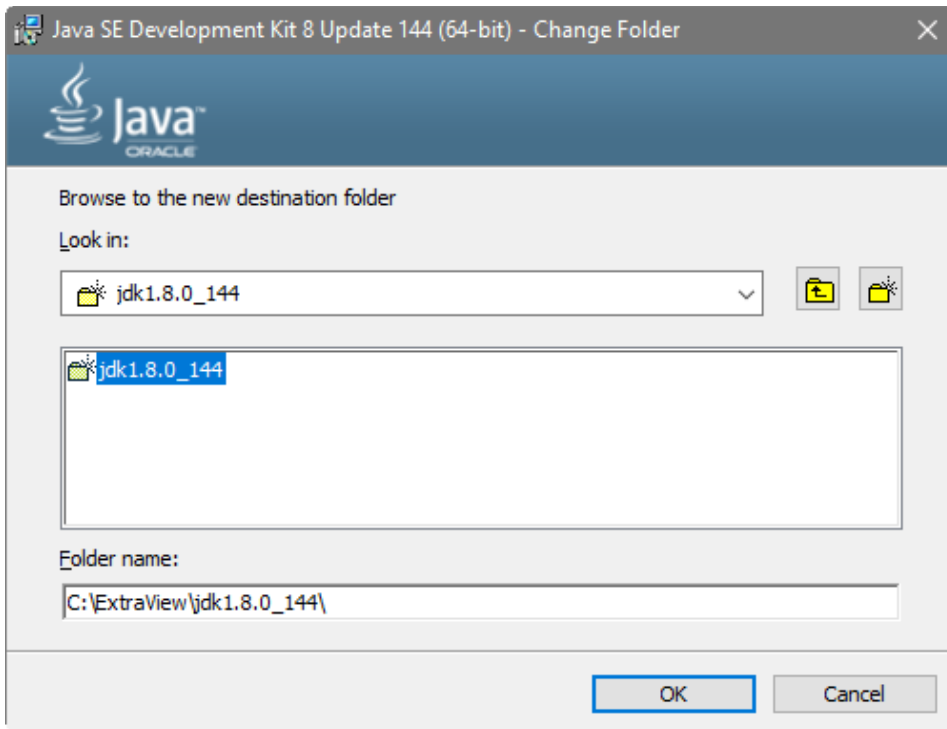 Java SE Development Kit 8 Update 144 (64-bit) - Change Folder
Java™
ORACLE
Browse to the new destination folder
Look in:
jdk1.8.0_144
jdk1.8.0_144
Folder name:
C:\ExtraView\jdk1.8.0_144\
OK Cancel